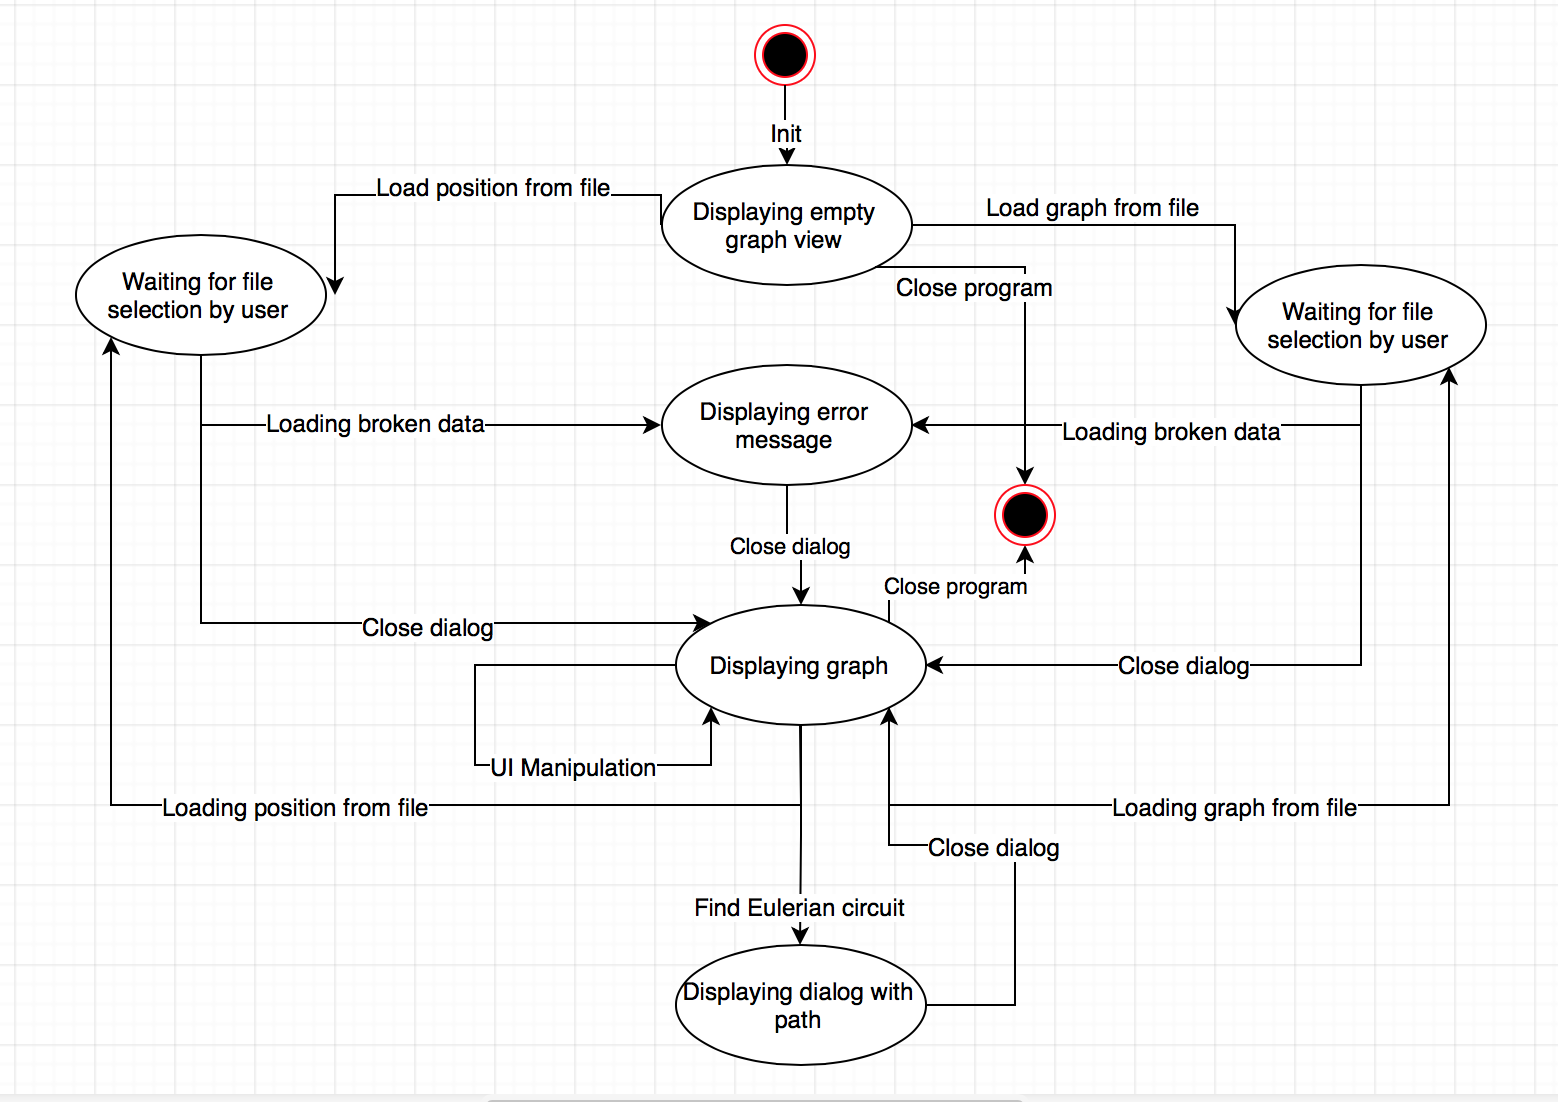 Init
Load position from file
Displaying empty
graph view
Load graph from file
Waiting for file
selection by user
Close program
Waiting for file
selection by user
Loading broken data
Displaying error
message
Loading broken data
Close dialog
Close program
Close dialog
Displaying graph
Close dialog
UI Manipulation
Loading position from file
Loading graph from file
Close dialog
Find Eulerian circuit
Displaying dialog with
path